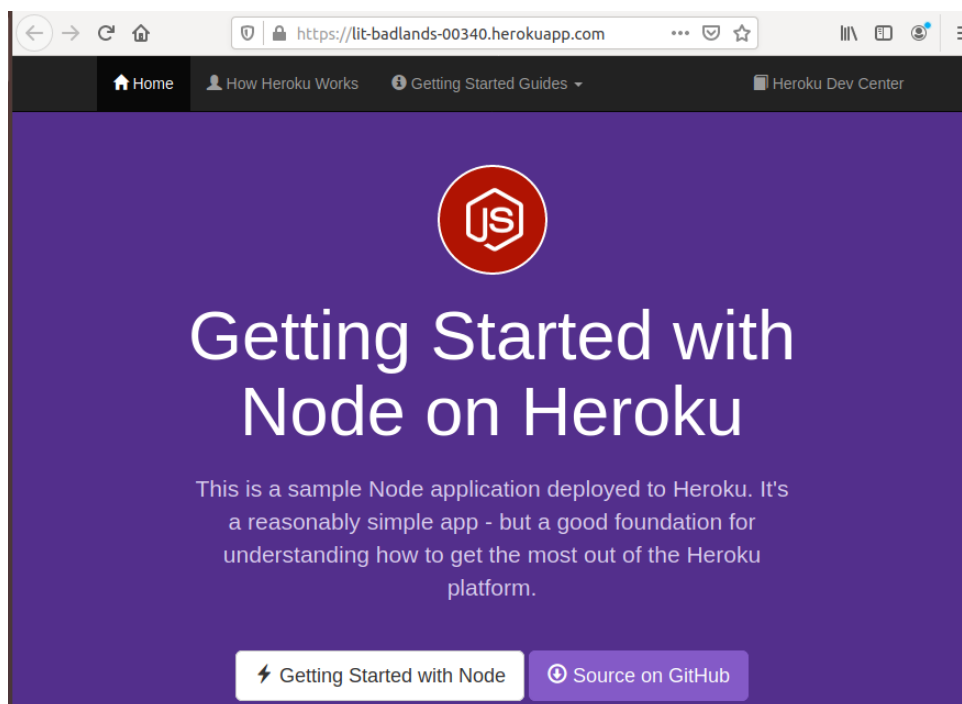 https://lit-badlands-00340.herokuapp.com
Home How Heroku Works Getting Started Guides Heroku Dev Center
JS
Getting Started with
Node on Heroku
This is a sample Node application deployed to Heroku. It's
a reasonably simple app - but a good foundation for
understanding how to get the most out of the Heroku
platform.
Getting Started with Node Source on GitHub